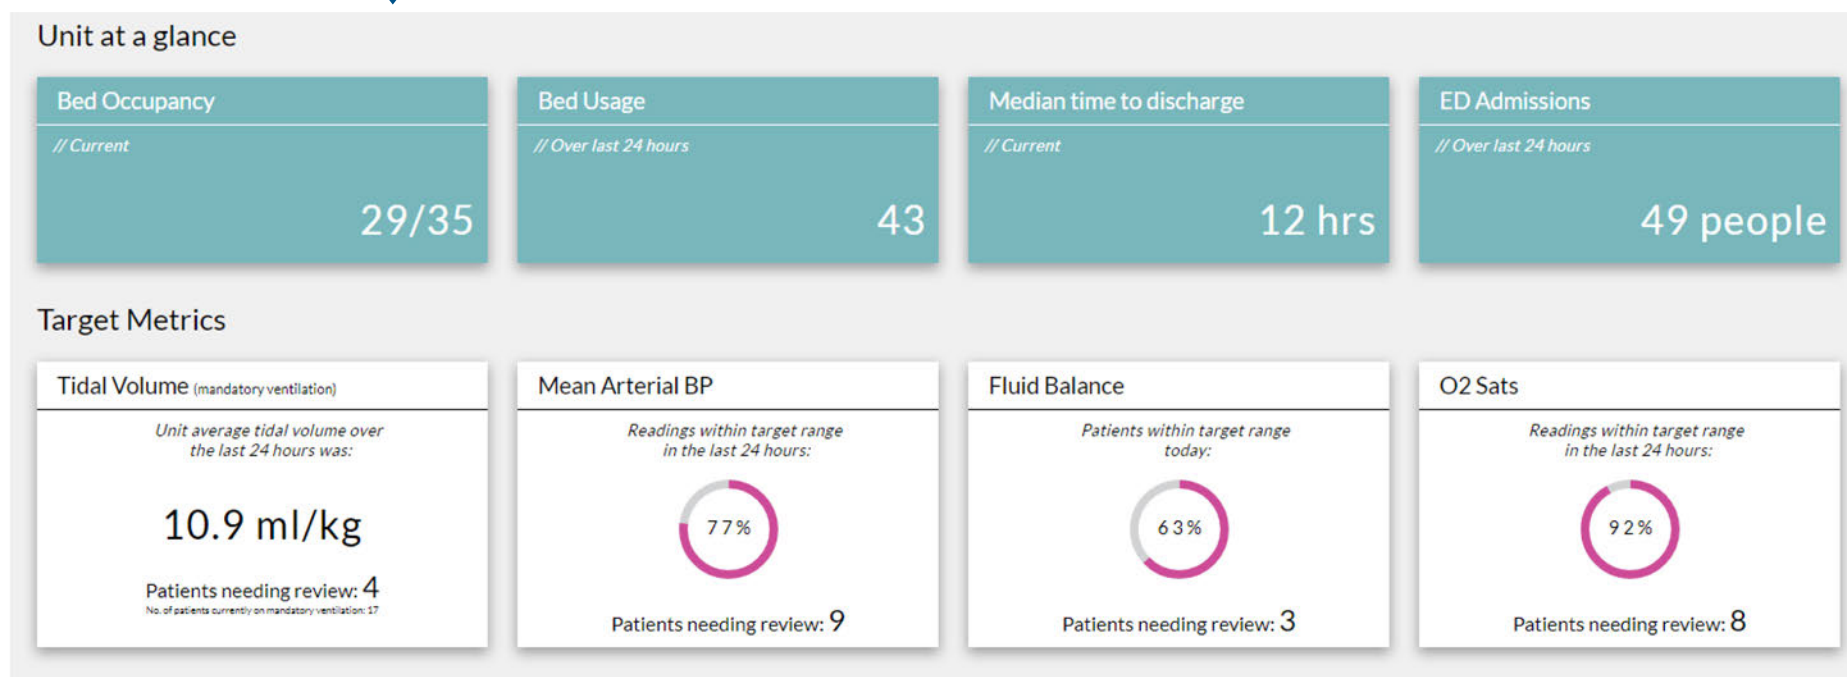 Unit at a glance
Bed Occupancy
// Current
29/35
Bed Usage
// Over last 24 hours
43
Median time to discharge
// Current
12 hrs
ED Admissions
// Over last 24 hours
49 people
Target Metrics
Tidal Volume (mandatory ventilation)
Unit average tidal volume over
the last 24 hours was:
10.9 ml/kg
Patients needing review: 4
No. of patients currently on mandatory ventilation: 17
Mean Arterial BP
Readings within target range
in the last 24 hours:
77%
Patients needing review: 9
Fluid Balance
Patients within target range
today:
63%
Patients needing review: 3
O2 Sats
Readings within target range
in the last 24 hours:
92%
Patients needing review: 8